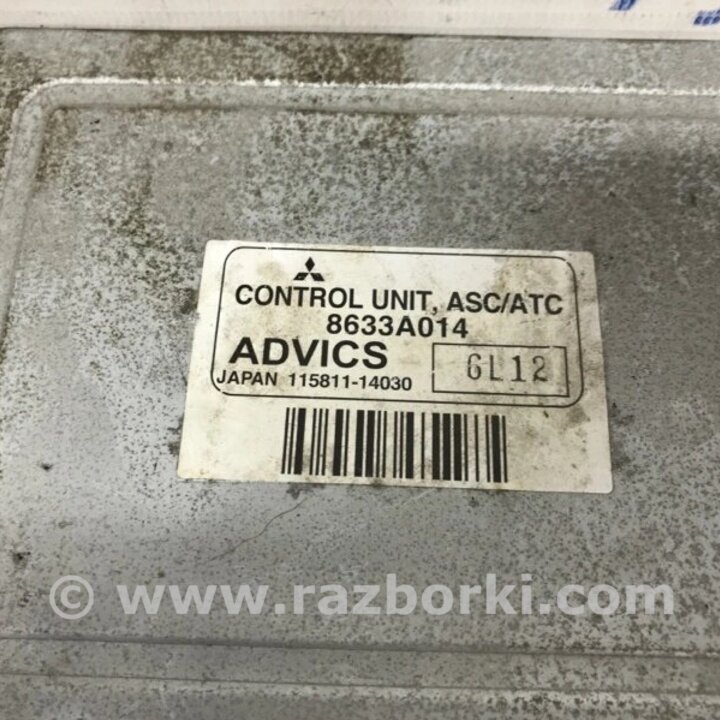 CONTROL UNIT, ASC/ATC
8633A014
ADVICS 6L12
JAPAN 115811-14030
© www.razborki.com